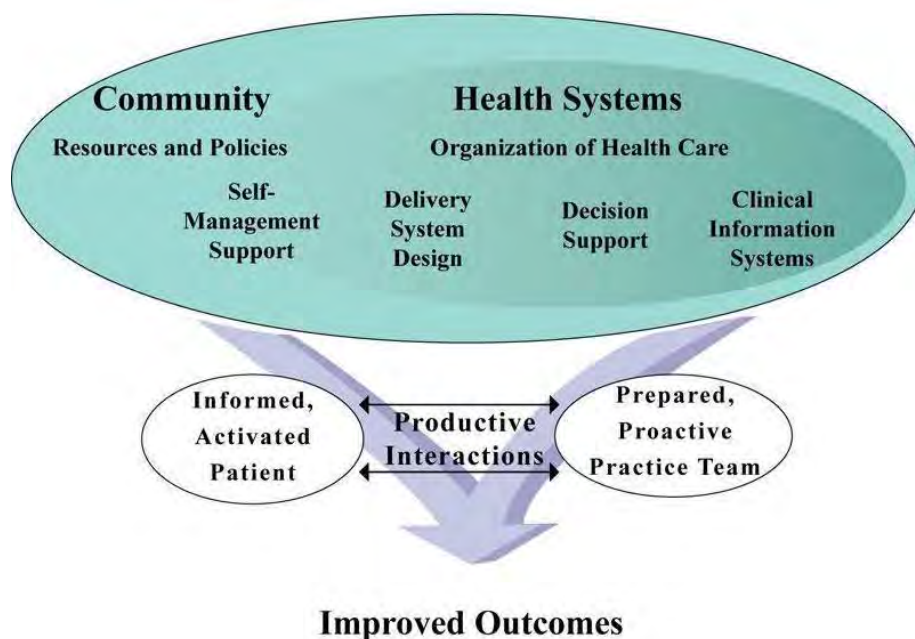 Community
Resources and Policies
Health Systems
Organization of Health Care
Self-
Management
Support
Delivery
System
Design
Decision
Support
Clinical
Information
Systems
Informed,
Activated
Patient
Productive
Interactions
Prepared,
Proactive
Practice Team
Improved Outcomes